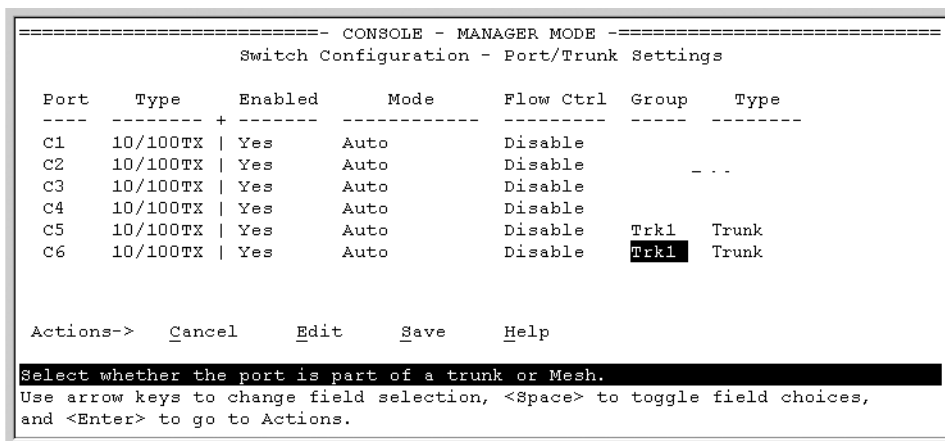 ===========================- CONSOLE - MANAGER MODE -============================
Switch Configuration - Port/Trunk Settings
Port Type Enabled Mode Flow Ctrl Group Type
---- -------- + ------- ------------ --------- ----- --------
C1 10/100TX | Yes Auto Disable
C2 10/100TX | Yes Auto Disable _ . . .
C3 10/100TX | Yes Auto Disable
C4 10/100TX | Yes Auto Disable
C5 10/100TX | Yes Auto Disable Trk1 Trunk
C6 10/100TX | Yes Auto Disable Trk1 Trunk
Actions-> Cancel Edit Save Help
Select whether the port is part of a trunk or Mesh.
Use arrow keys to change field selection, <Space> to toggle field choices,
and <Enter> to go to Actions.